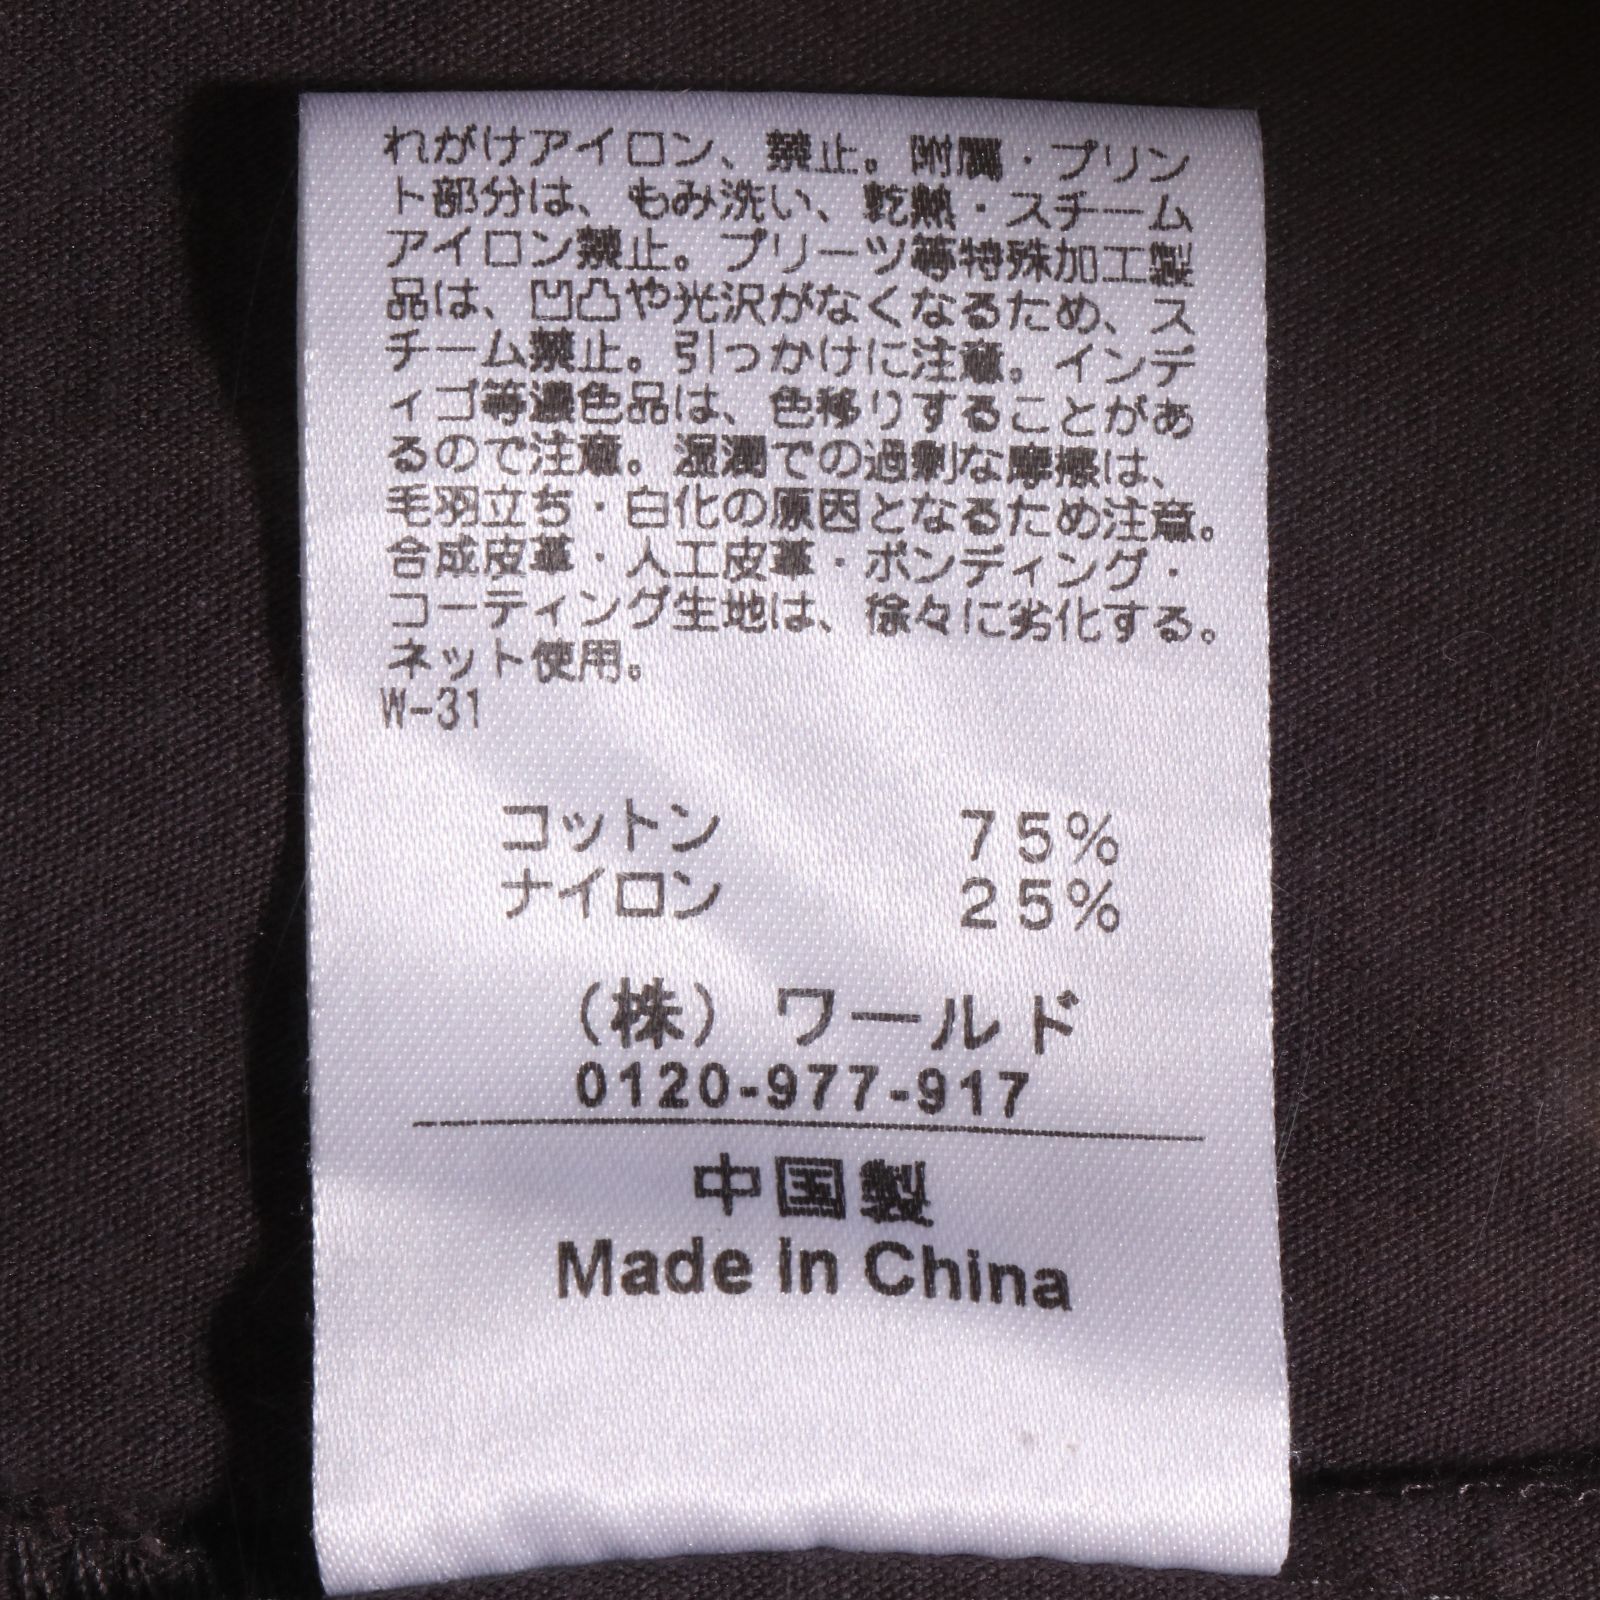 れがけアイロン、禁止。附属・プリン
ト部分は、もみ洗い、乾熱・スチーム
アイロン禁止。プリーツ等特殊加工製
品は、凹凸や光沢がなくなるため、ス
チーム禁止。引っかけに注意。インデ
ィゴ等濃色品は、色移りすることがあ
るので注意。湿潤での過剰な摩擦は、
毛羽立ち・白化の原因となるため注意。
合成皮革・人工皮革・ボンディング・
コーティング生地は、徐々に劣化する。
ネット使用。
W-31
コットン 75%
ナイロン 25%
(株) ワールド
0120-977-917
中国製
Made in China